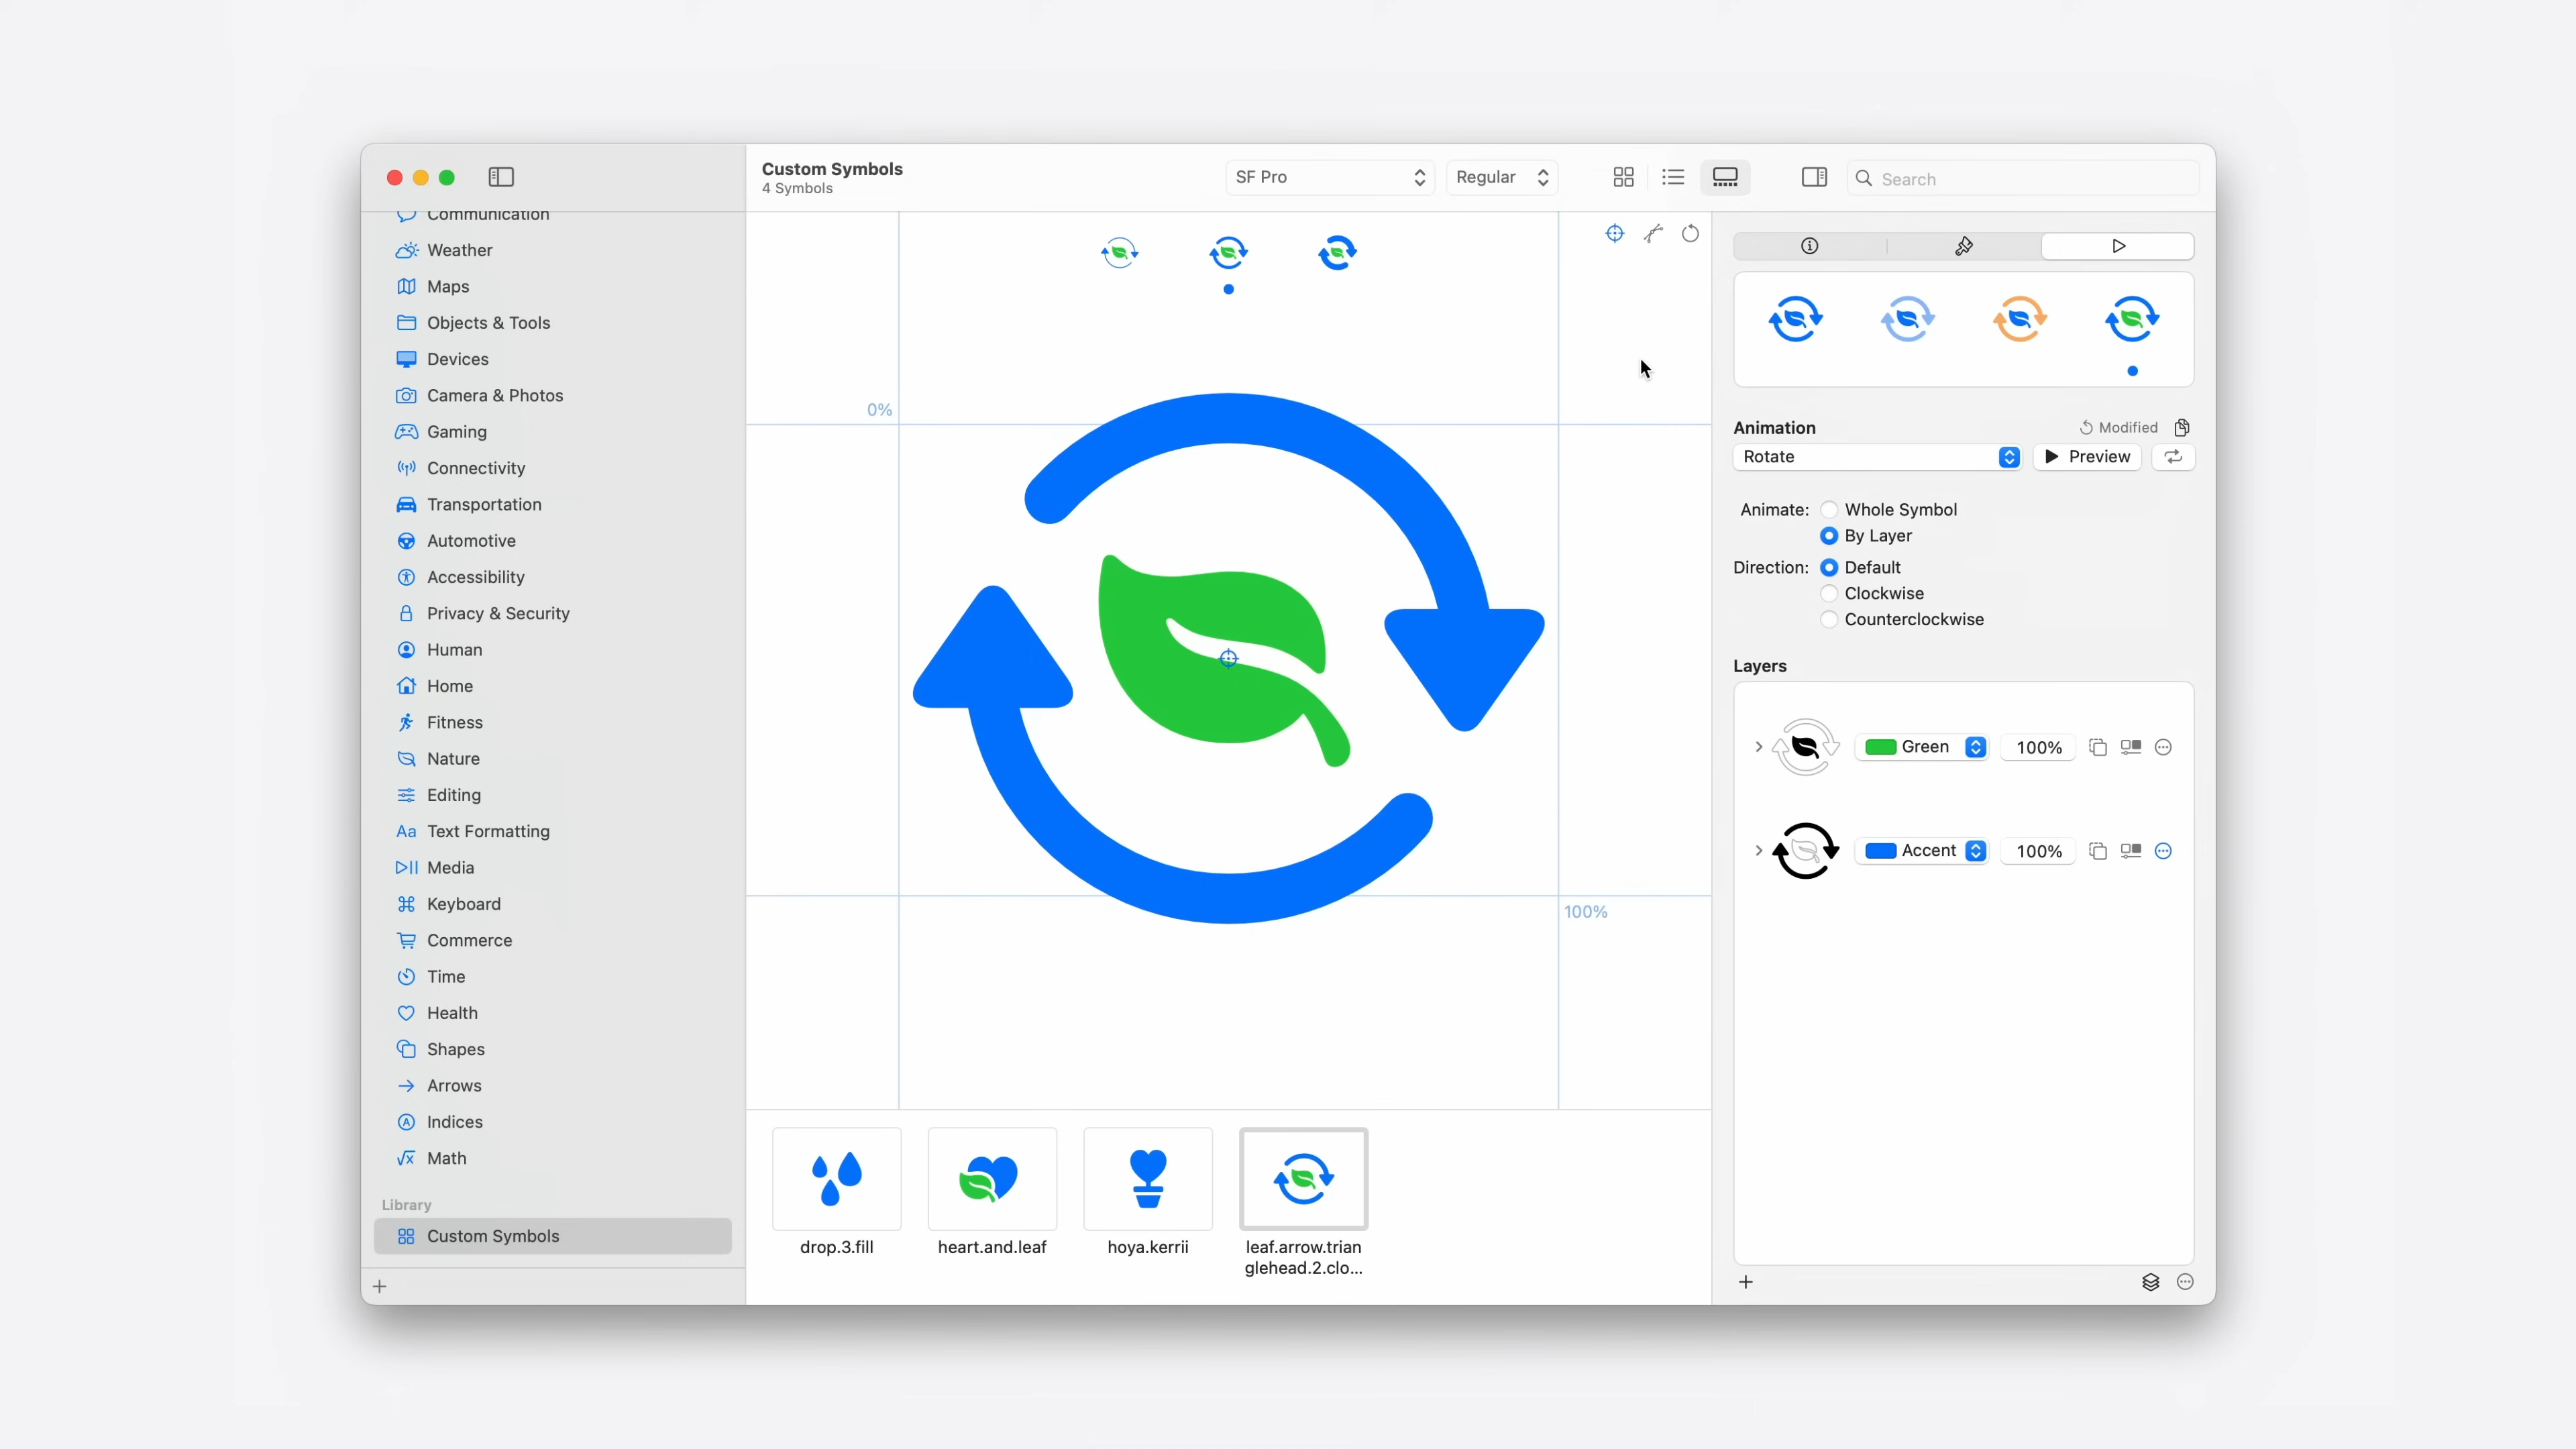 Custom Symbols
4 Symbols
SF Pro
Regular
Search
Communication
Weather
Maps
Objects & Tools
Devices
Camera & Photos
Gaming
Connectivity
Transportation
Automotive
Accessibility
Privacy & Security
Human
Home
Fitness
Nature
Editing
Aa Text Formatting
Media
Keyboard
Commerce
Time
Health
Shapes
Arrows
Indices
Math
Library
Custom Symbols
0%
100%
drop.3.fill
heart.and.leaf
hoya.kerrii
leaf.arrow.trian
glehead.2.clo...
Animation
Modified
Rotate
Preview
Animate:
Whole Symbol
By Layer
Direction:
Default
Clockwise
Counterclockwise
Layers
Green
100%
Accent
100%